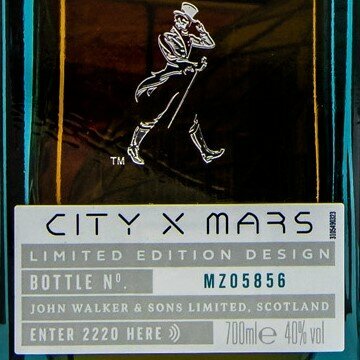 TM
CITY X MARS
LIMITED EDITION DESIGN
BOTTLE Nº. MZ05856
JOHN WALKER & SONS LIMITED, SCOTLAND
ENTER 2220 HERE 700ml℮ 40%vol